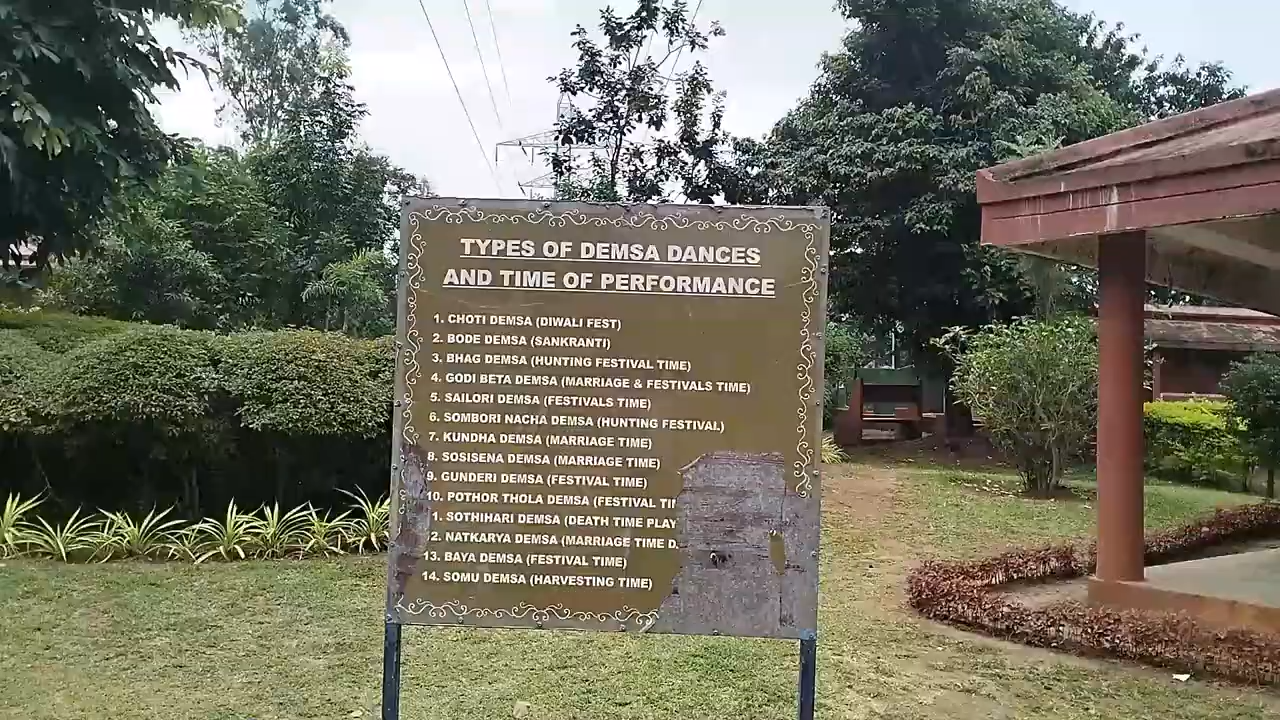 TYPES OF DEMSA DANCES
AND TIME OF PERFORMANCE
1. CHOTI DEMSA (DIWALI FEST)
2. BODE DEMSA (SANKRANTI)
3. BHAG DEMSA (HUNTING FESTIVAL TIME)
4. GODI BETA DEMSA (MARRIAGE & FESTIVALS TIME)
5. SAILORI DEMSA (FESTIVALS TIME)
6. SOMBORI NACHA DEMSA (HUNTING FESTIVAL)
7. KUNDHA DEMSA (MARRIAGE TIME)
8. SOSISENA DEMSA (MARRIAGE TIME)
9. GUNDERI DEMSA (FESTIVAL TIME)
10. POTHOR THOLA DEMSA (FESTIVAL
1. SOTHIHARI DEMSA (DEATH TIME PLAY
2. NATKARYA DEMSA (MARRIAGE TIME
13. BAYA DEMSA (FESTIVAL TIME)
14. SOMU DEMSA (HARVESTING TIME)